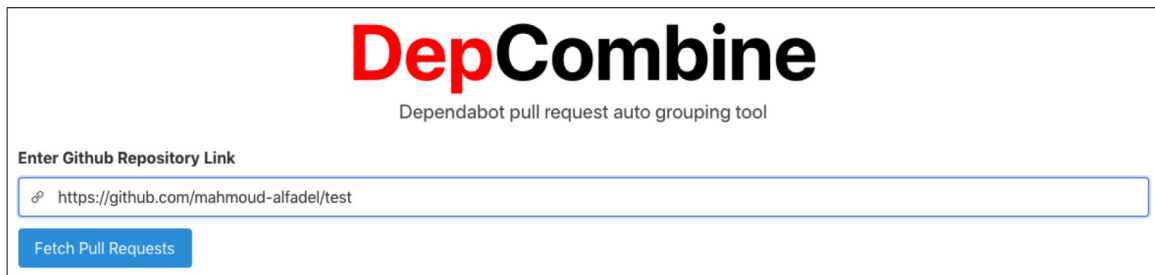 DepCombine
Dependabot pull request auto grouping tool
Enter Github Repository Link
https://github.com/mahmoud-alfadel/test
Fetch Pull Requests